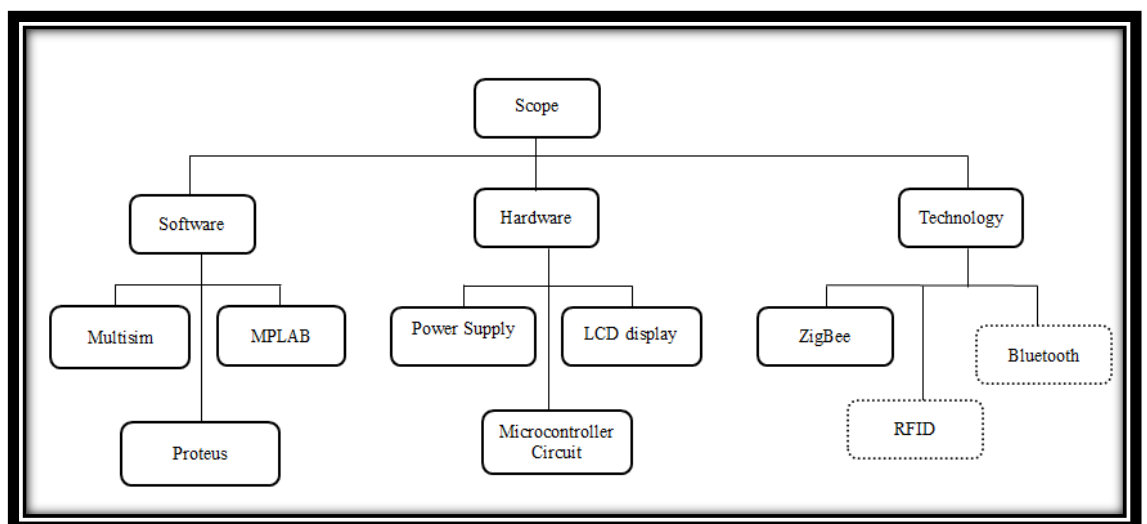 Scope
Software
Hardware
Technology
Multisim
MPLAB
Power Supply
LCD display
ZigBee
Bluetooth
Proteus
Microcontroller
Circuit
RFID